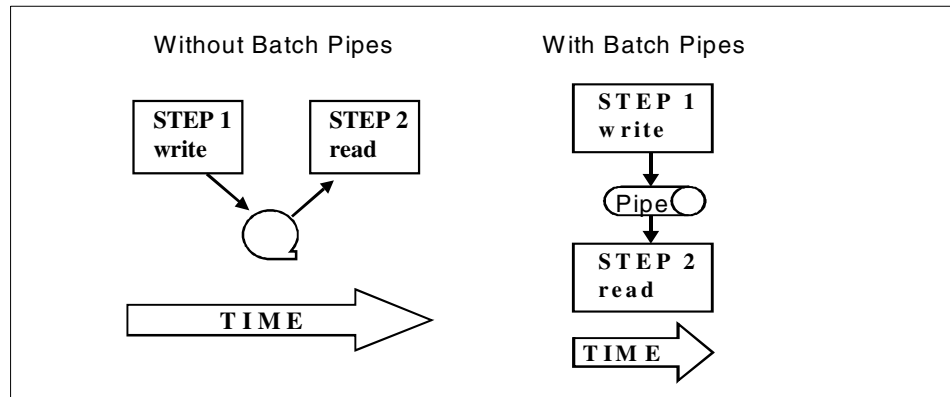 Without Batch Pipes
STEP 1
write
STEP 2
read
TIME
With Batch Pipes
STEP 1
write
Pipe
STEP 2
read
TIME